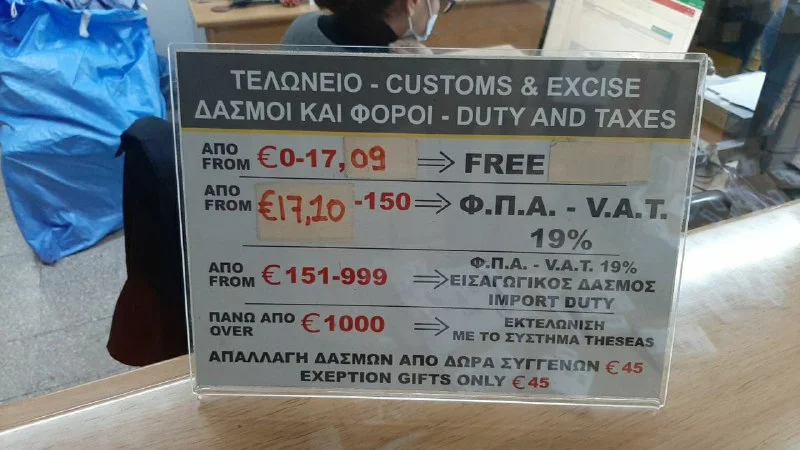 ΤΕΛΩΝΕΙΟ - CUSTOMS & EXCISE
ΔΑΣΜΟΙ ΚΑΙ ΦΟΡΟΙ - DUTY AND TAXES
ΑΠΟ
FROM €0-17,09 ⇒ FREE
ΑΠΟ
FROM €17,10 -150 ⇒ Φ.Π.Α. - V.A.T.
19%
ΑΠΟ
FROM €151-999 ⇒ Φ.Π.Α. - V.A.T. 19%
ΕΙΣΑΓΩΓΙΚΟΣ ΔΑΣΜΟΣ
IMPORT DUTY
ΠΑΝΩ ΑΠΟ
OVER €1000 ⇒ ΕΚΤΕΛΩΝΙΣΗ
ΜΕ ΤΟ ΣΥΣΤΗΜΑ THESEAS
ΑΠΑΛΛΑΓΗ ΔΑΣΜΩΝ ΑΠΟ ΔΩΡΑ ΣΥΓΓΕΝΩΝ €45
EXERPTION GIFTS ONLY €45